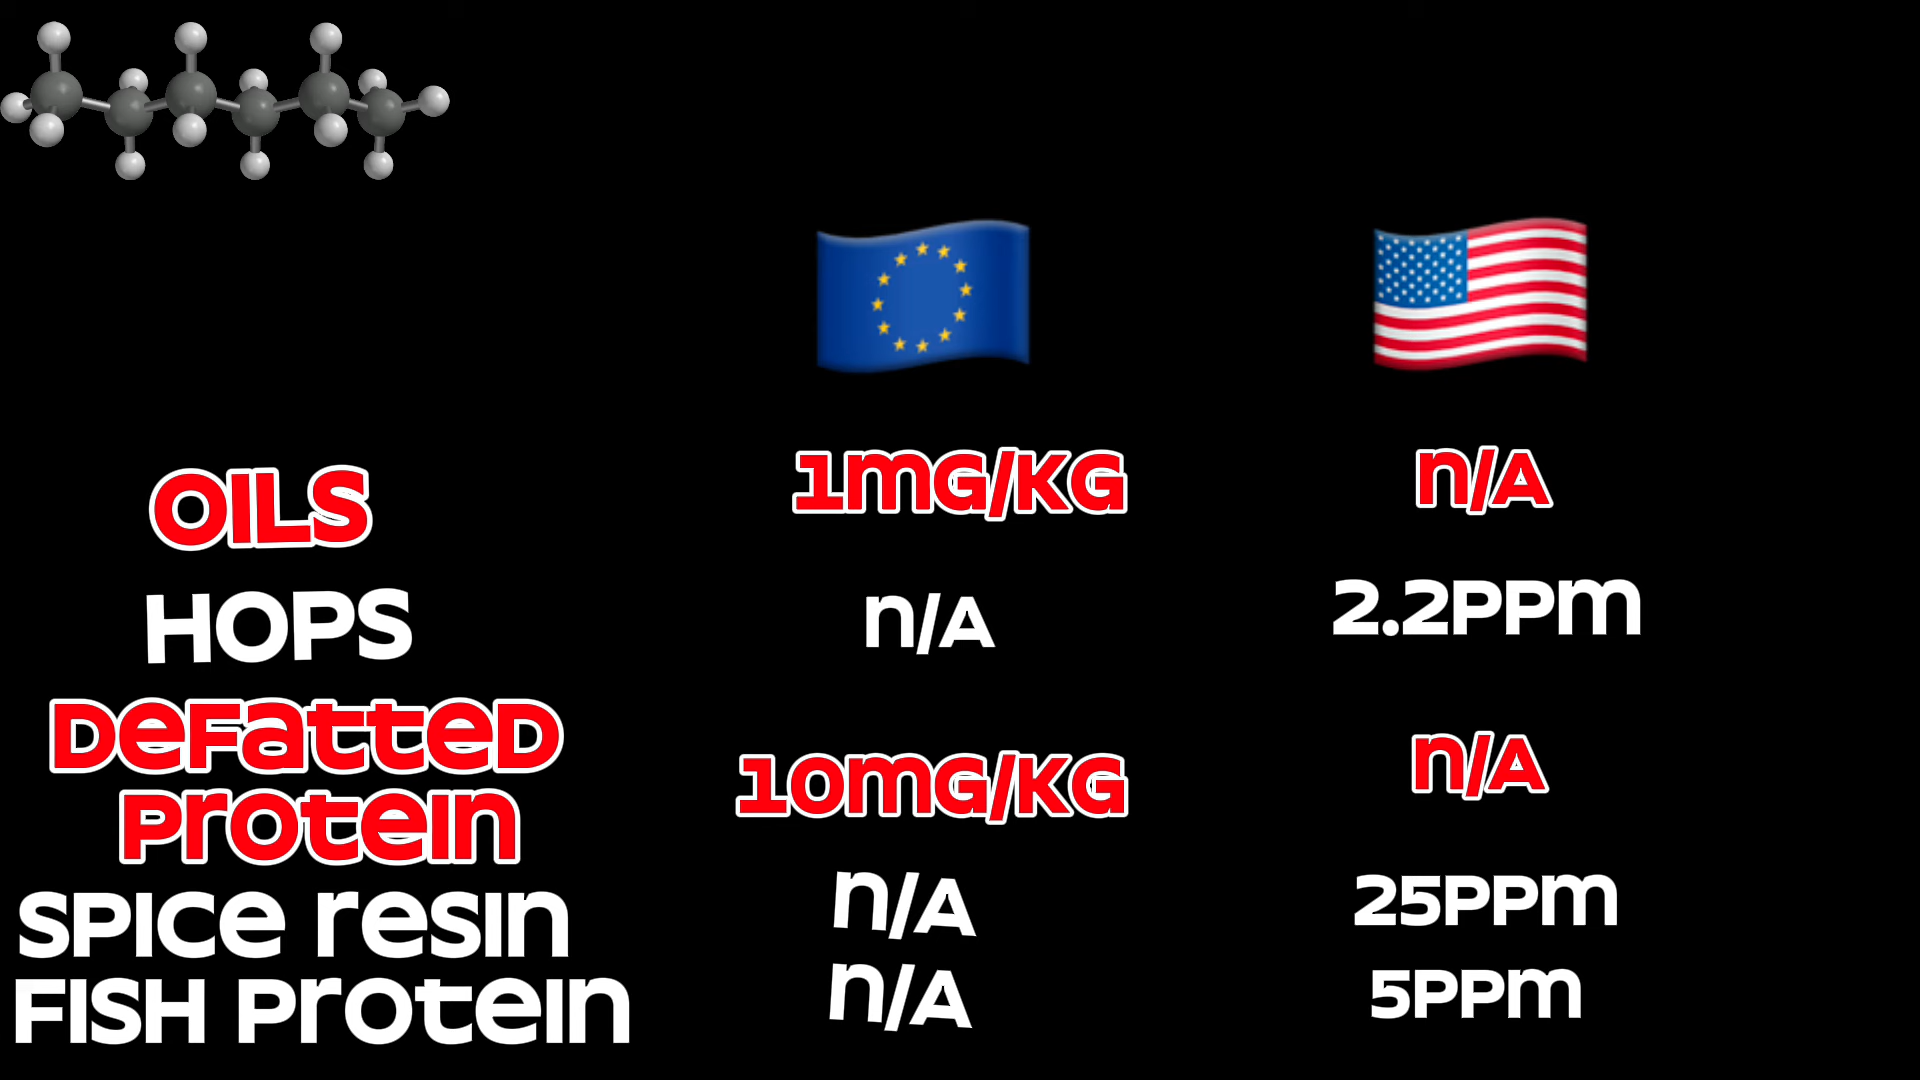 OILS 1mG/KG n/A
HOPS n/A 2.2PPm
DeFatteD
Protein 10mG/KG n/A
SPICe resin n/A 25PPm
FISH Protein n/A 5PPm